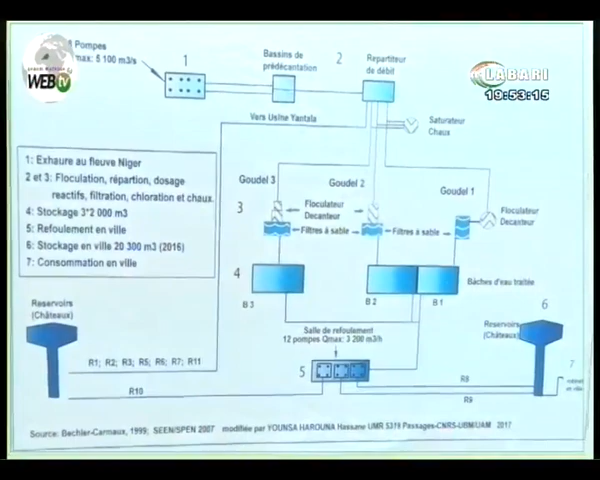 Pompes
max: 5 100 m3/s
WEB tv
1
Bassins de
prédécantation
2
Repartiteur
de débit
LABARI
19:53:15
Vers Usine Yantala
Saturateur
Chaux
1: Exhaure au fleuve Niger
2 et 3: Floculation, répartion, dosage
reactifs, filtration, chloration et chaux.
4: Stockage 3*2 000 m3
5: Refoulement en ville
6: Stockage en ville 20 300 m3 (2016)
7: Consommation en ville
Goudel 3
Goudel 2
Goudel 1
3
Floculateur
Decanteur
Floculateur
Decanteur
Filtres à sable
Filtres à sable
4
B 3
B 2
B 1
Bâches d'eau traitée
Reservoirs
(Châteaux)
Salle de refoulement
12 pompes Qmax: 3 200 m3/h
6
Reservoirs
(Châteaux)
R1; R2; R3; R5; R6; R7; R11
R10
5
R8
R9
7
Source: Bechler-Carmaux, 1999; SEEN/SPEN 2007 modifiée par YOUNSA HAROUNA Hassane UMR 5319 Passages-CNRS-UBM/UAM 2017